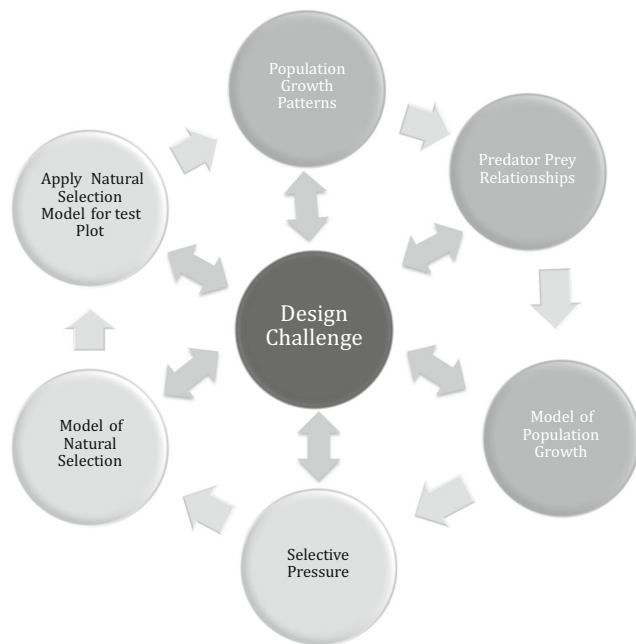 Population
Growth
Patterns
Predator Prey
Relationships
Model of
Population
Growth
Selective
Pressure
Model of
Natural
Selection
Apply Natural
Selection
Model for test
Plot
Design
Challenge